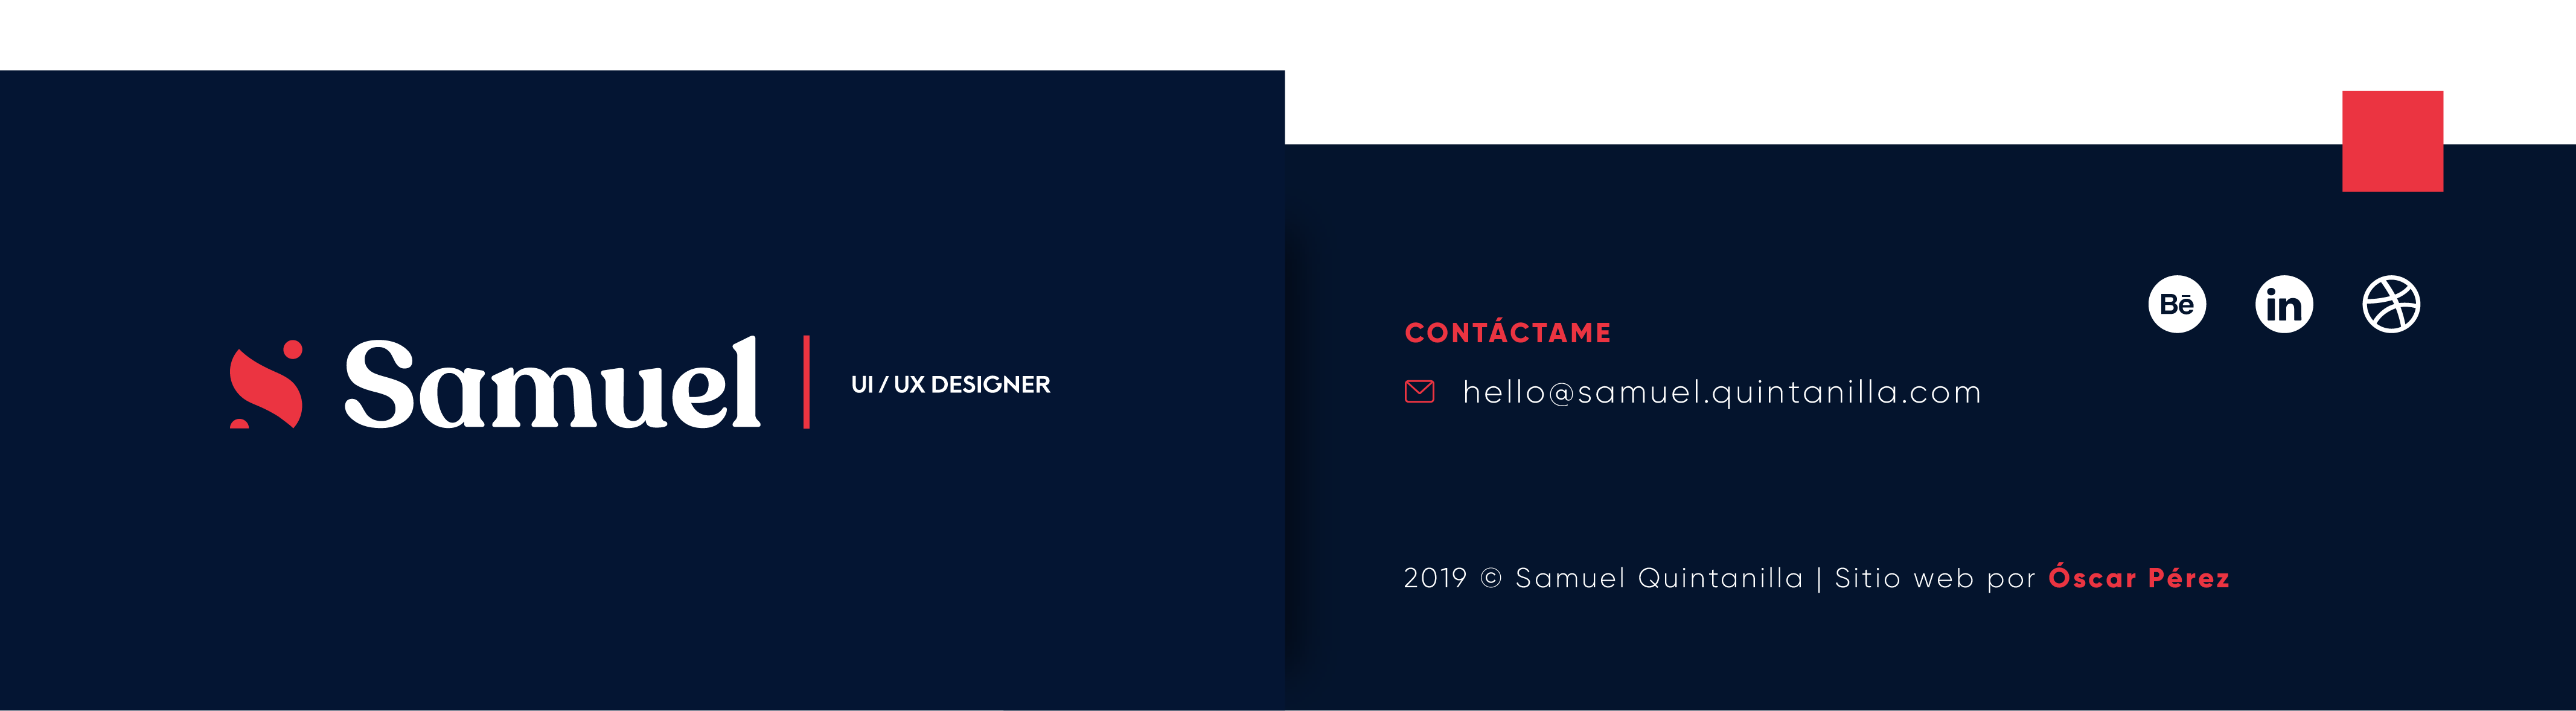 Samuel
UI / UX DESIGNER
Bē
in
CONTÁCTAME
hello@samuel.quintanilla.com
2019 © Samuel Quintanilla | Sitio web por Óscar Pérez